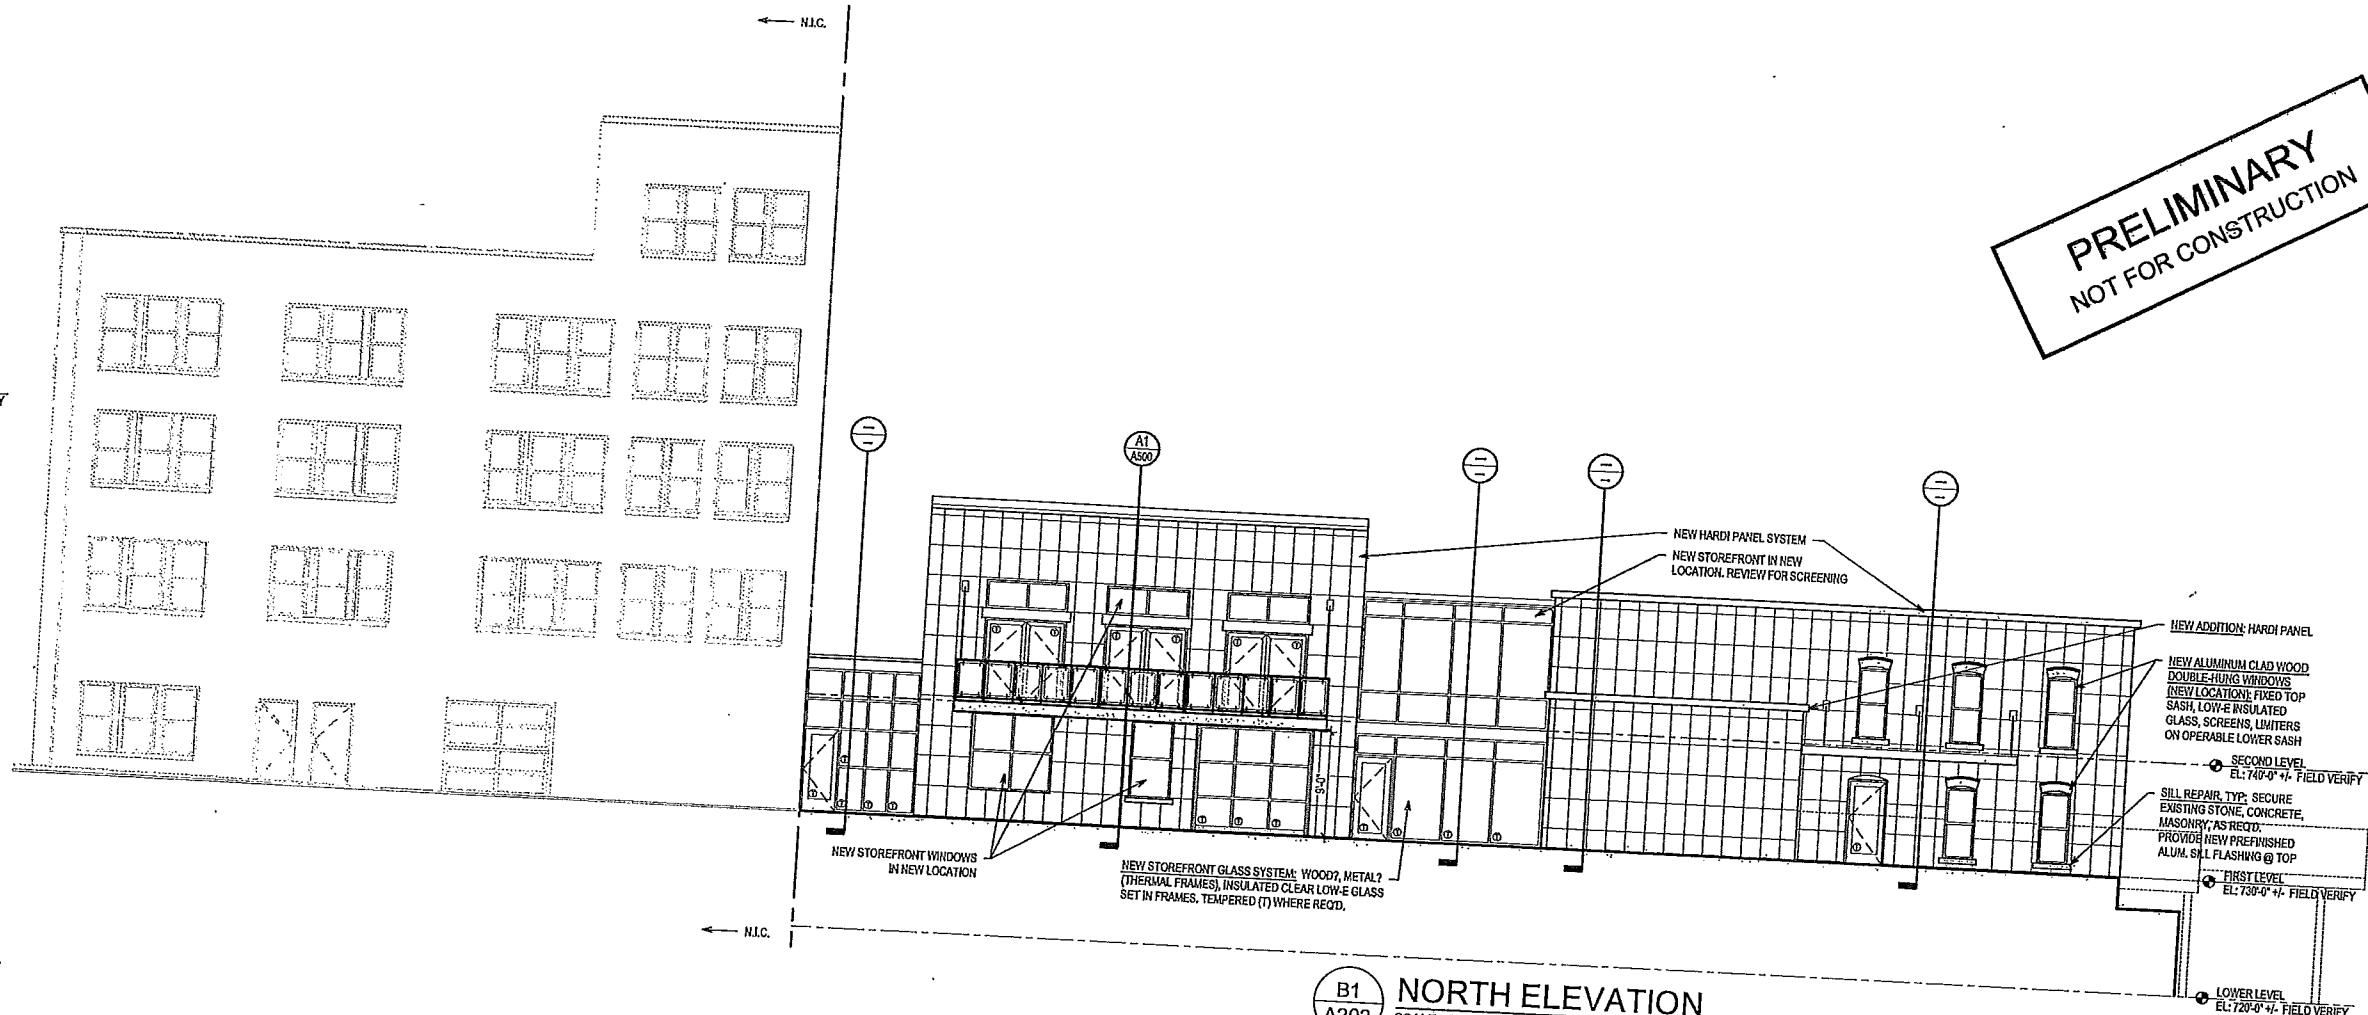 N.I.C.
PRELIMINARY
NOT FOR CONSTRUCTION
Y
A1
A500
NEW HARDI PANEL SYSTEM
NEW STOREFRONT IN NEW
LOCATION. REVIEW FOR SCREENING
NEW ADDITION: HARDI PANEL
NEW ALUMINUM CLAD WOOD
DOUBLE-HUNG WINDOWS
(NEW LOCATION): FIXED TOP
SASH, LOW-E INSULATED
GLASS, SCREENS, LIMITERS
ON OPERABLE LOWER SASH
SECOND LEVEL
EL: 740'-0" +/- FIELD VERIFY
SILL REPAIR, TYP: SECURE
EXISTING STONE, CONCRETE,
MASONRY, AS REQ'D.
PROVIDE NEW PREFINISHED
ALUM. SILL FLASHING @ TOP
FIRST LEVEL
EL: 730'-0" +/- FIELD VERIFY
NEW STOREFRONT WINDOWS
IN NEW LOCATION
NEW STOREFRONT GLASS SYSTEM: WOOD?, METAL?
(THERMAL FRAMES), INSULATED CLEAR LOW-E GLASS
SET IN FRAMES. TEMPERED (T) WHERE REQ'D.
N.I.C.
B1
A202
NORTH ELEVATION
LOWER LEVEL
EL: 720'-0" +/- FIELD VERIFY